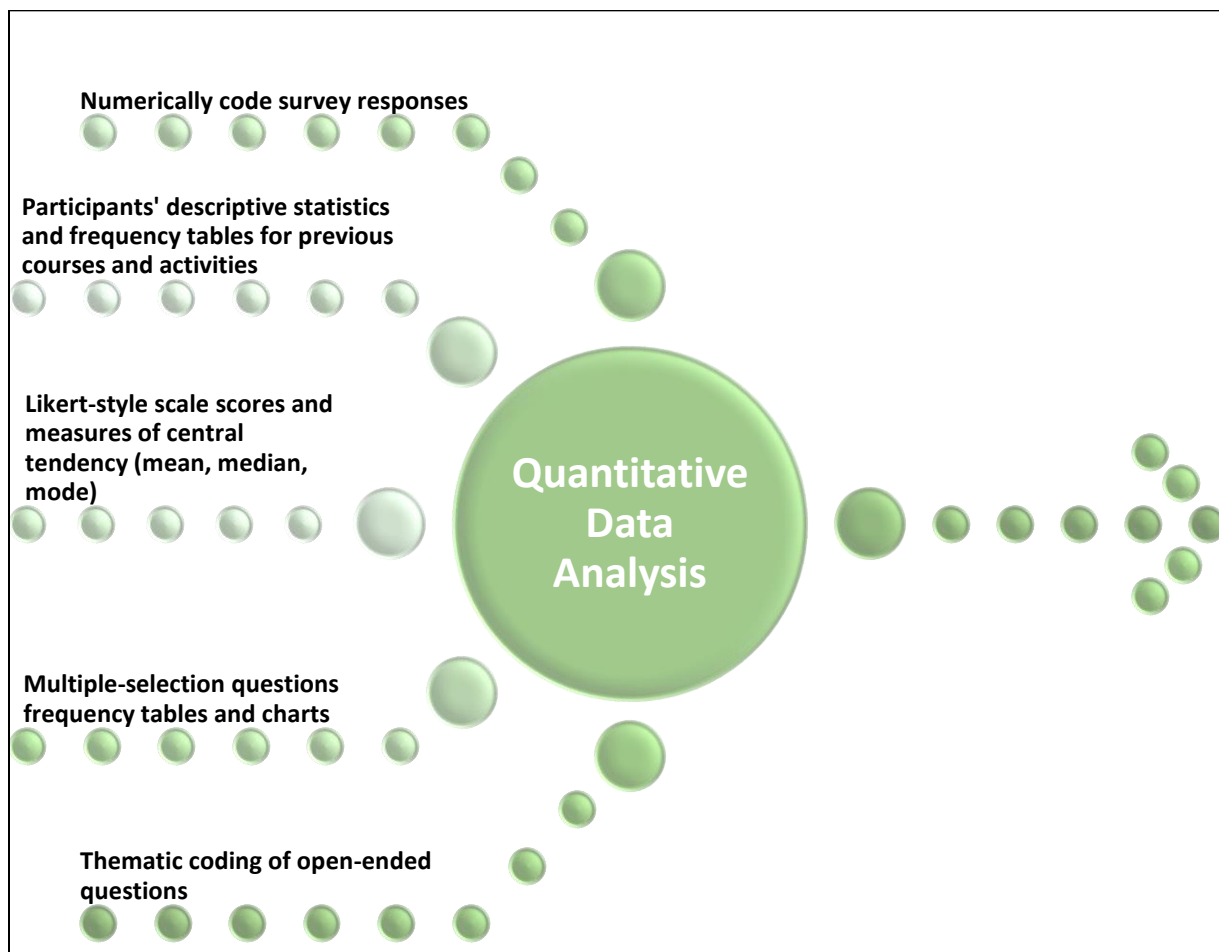 Numerically code survey responses
Participants' descriptive statistics
and frequency tables for previous
courses and activities
Likert-style scale scores and
measures of central
tendency (mean, median,
mode)
Quantitative
Data
Analysis
Multiple-selection questions
frequency tables and charts
Thematic coding of open-ended
questions